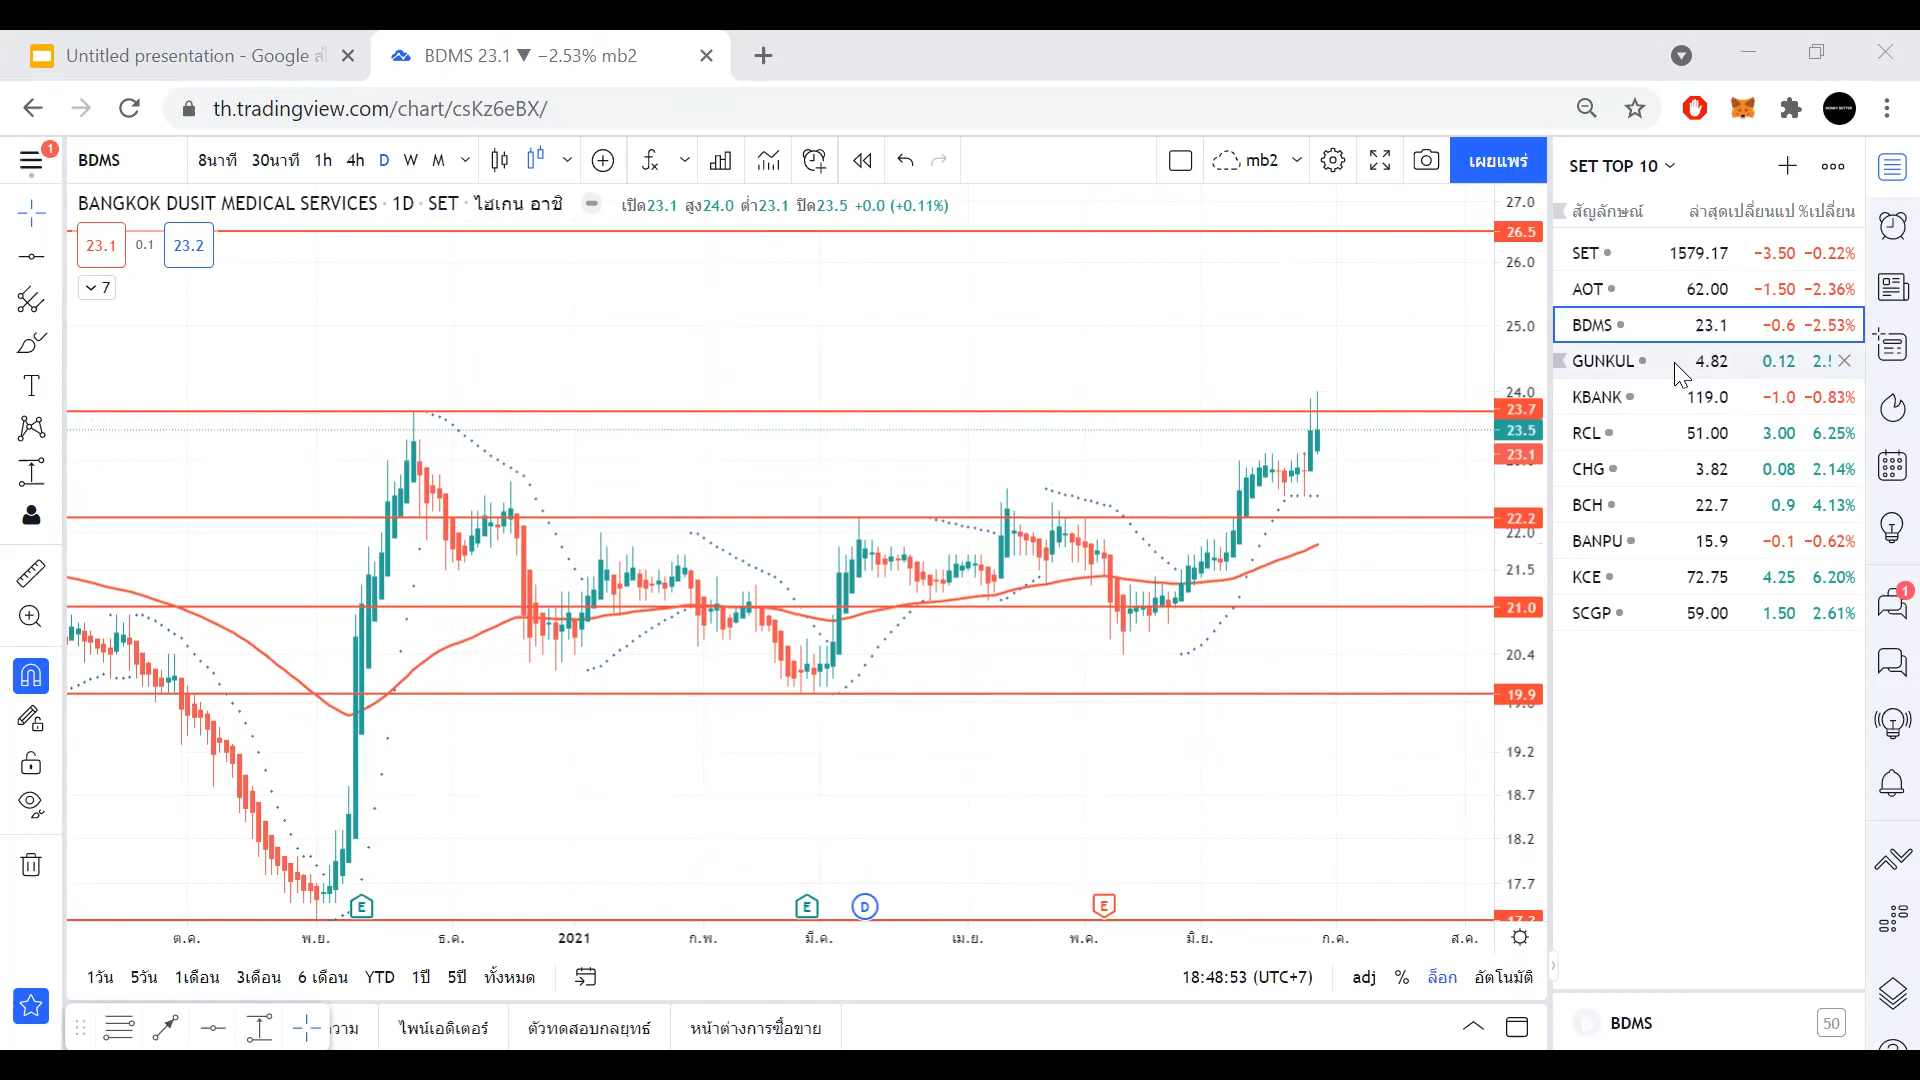 Untitled presentation - Google
BDMS 23.1 ▼ −2.53% mb2
th.tradingview.com/chart/csKz6eBX/
1
BDMS
8นาที 30นาที 1h 4h D W M
mb2
เผยแพร่
SET TOP 10
BANGKOK DUSIT MEDICAL SERVICES · 1D · SET · ไฮเกน อาชิ
เปิด23.1 สูง24.0 ต่ำ23.1 ปิด23.5 +0.0 (+0.11%)
23.1 0.1 23.2
7
สัญลักษณ์ ล่าสุด เปลี่ยนแป %เปลี่ยน
SET 1579.17 −3.50 −0.22%
AOT 62.00 −1.50 −2.36%
BDMS 23.1 −0.6 −2.53%
GUNKUL 4.82 0.12
KBANK 119.0 −1.0 −0.83%
RCL 51.00 3.00 6.25%
CHG 3.82 0.08 2.14%
BCH 22.7 0.9 4.13%
BANPU 15.9 −0.1 −0.62%
KCE 72.75 4.25 6.20%
SCGP 59.00 1.50 2.61%
27.0
26.5
26.0
25.0
24.0
23.7
23.5
23.1
22.2
22.0
21.5
21.0
20.4
19.9
19.2
18.7
18.2
17.7
E E D E
ต.ค. พ.ย. ธ.ค. 2021 ก.พ. มี.ค. เม.ย. พ.ค. มิ.ย. ก.ค. ส.ค.
1วัน 5วัน 1เดือน 3เดือน 6 เดือน YTD 1ปี 5ปี ทั้งหมด
18:48:53 (UTC+7) adj % ล็อก อัตโนมัติ
ไพน์เอดิเตอร์ ตัวทดสอบกลยุทธ์ หน้าต่างการซื้อขาย
BDMS 50
1